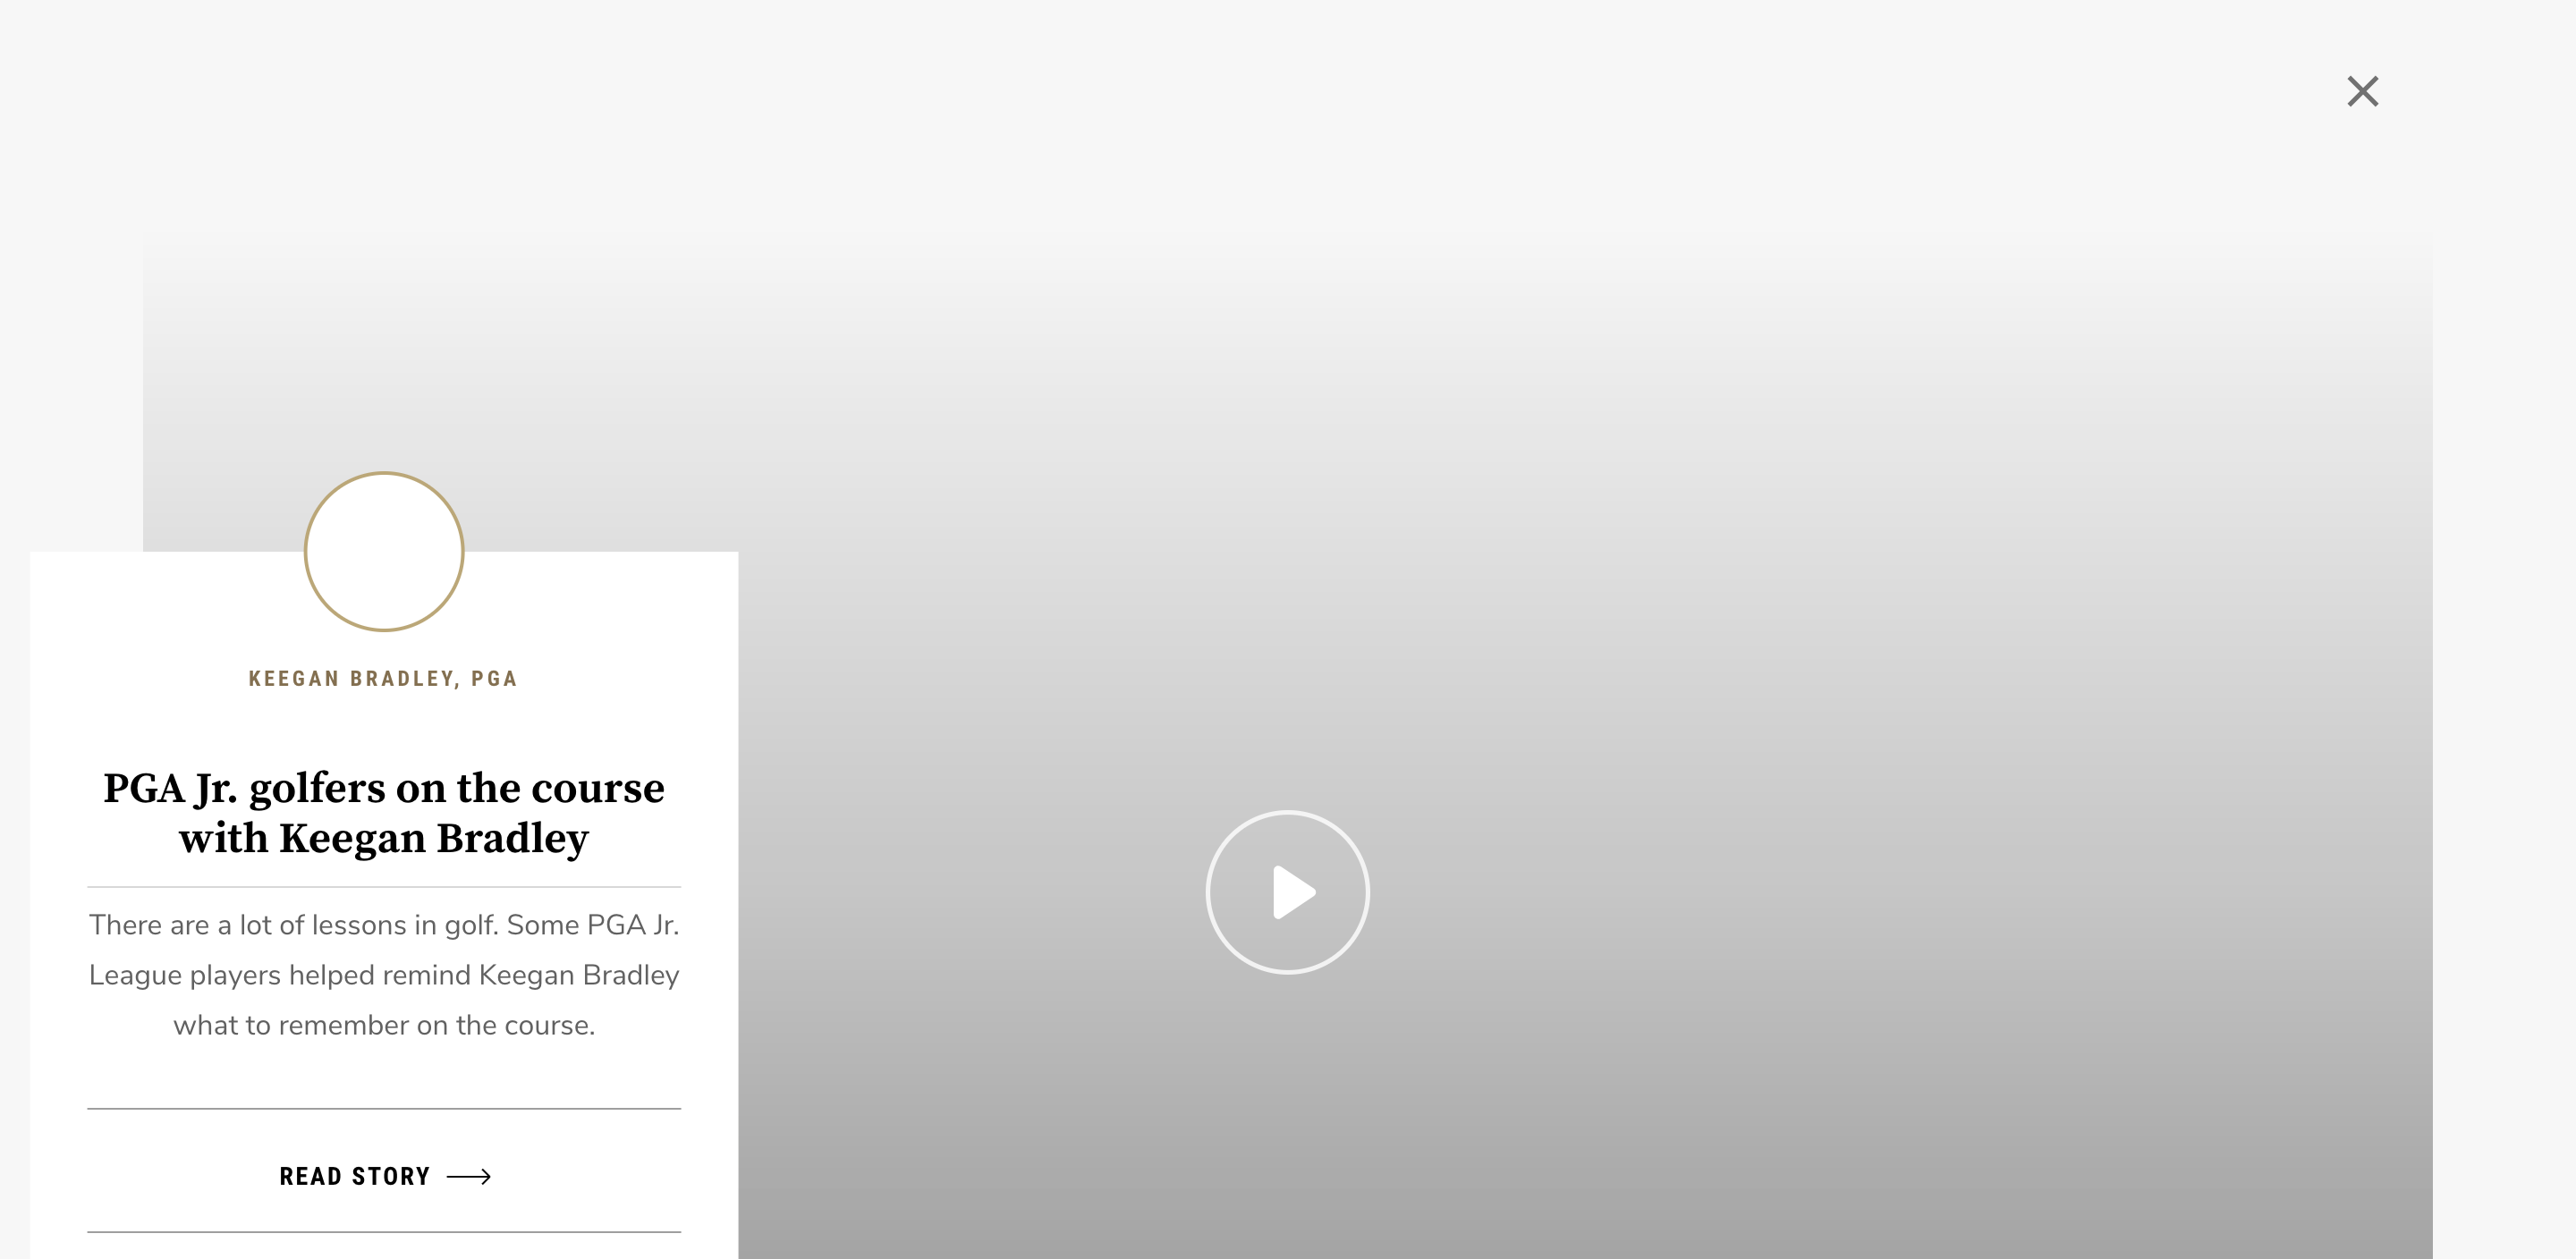 KEEGAN BRADLEY, PGA
PGA Jr. golfers on the course
with Keegan Bradley
There are a lot of lessons in golf. Some PGA Jr.
League players helped remind Keegan Bradley
what to remember on the course.
READ STORY